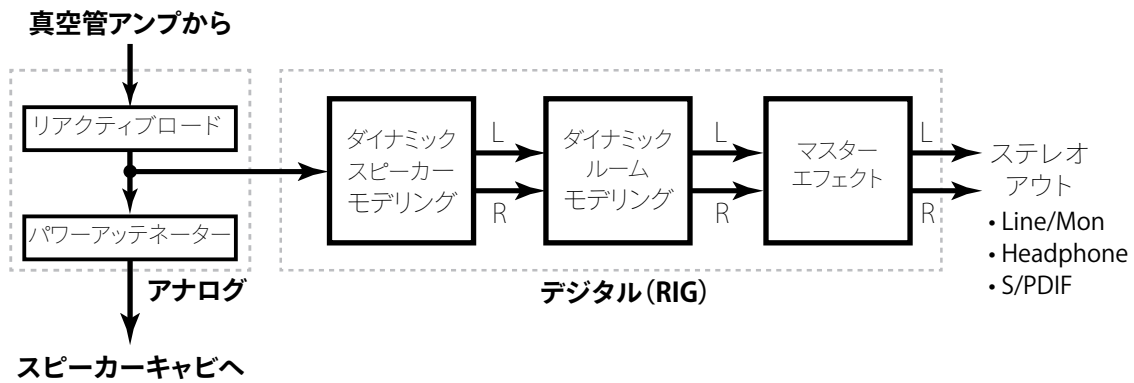 真空管アンプから
リアクティブロード
パワーアッテネーター
アナログ
スピーカーキャビへ
ダイナミック
スピーカー
モデリング
L
R
ダイナミック
ルーム
モデリング
L
R
マスター
エフェクト
L
R
デジタル（RIG）
ステレオ
アウト
• Line/Mon
• Headphone
• S/PDIF